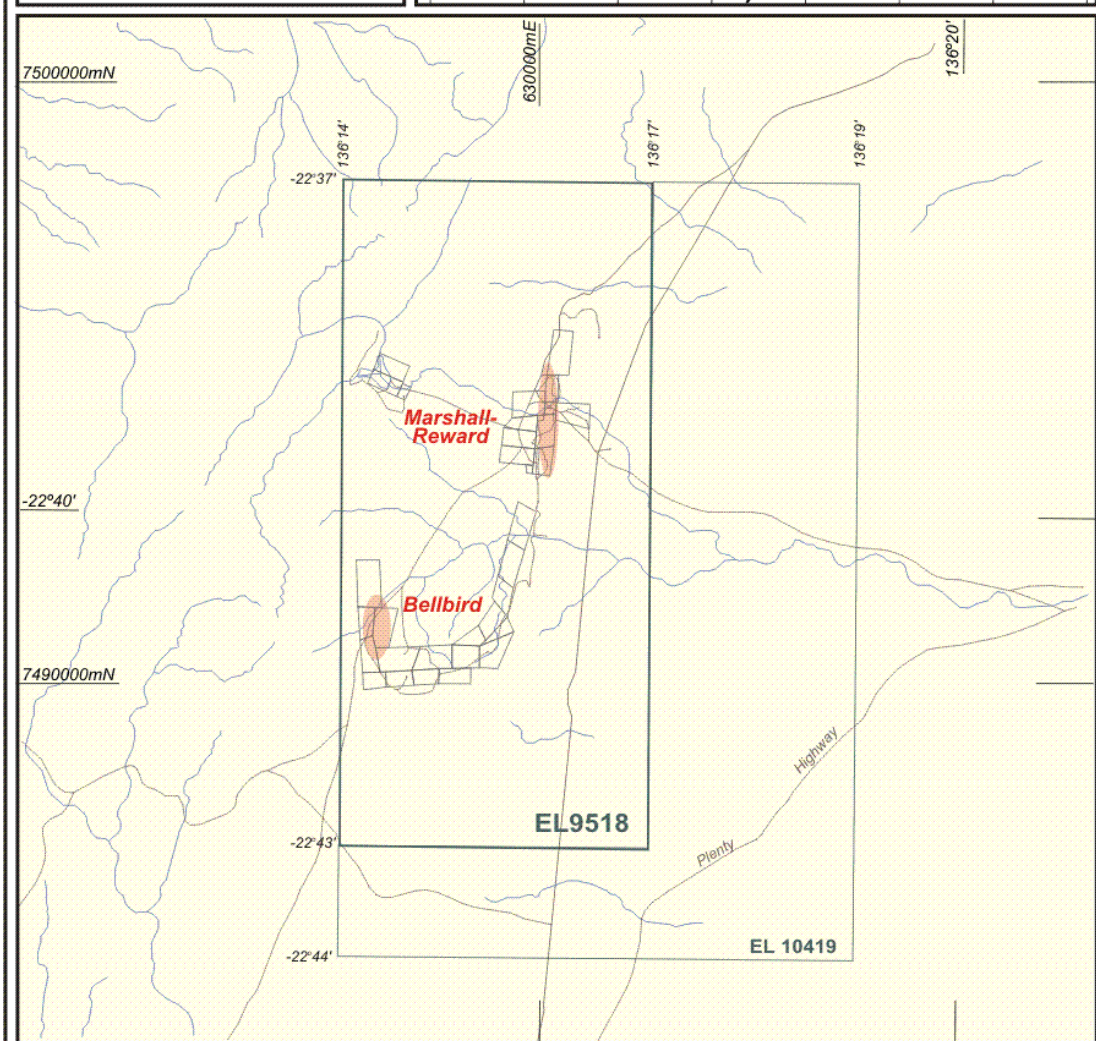 7500000mN
630000mE
136°20'
136°14'
136°17'
136°19'
-22°37'
Marshall-
Reward
-22°40'
Bellbird
7490000mN
Highway
EL9518
-22°43'
Plenty
EL 10419
-22°44'